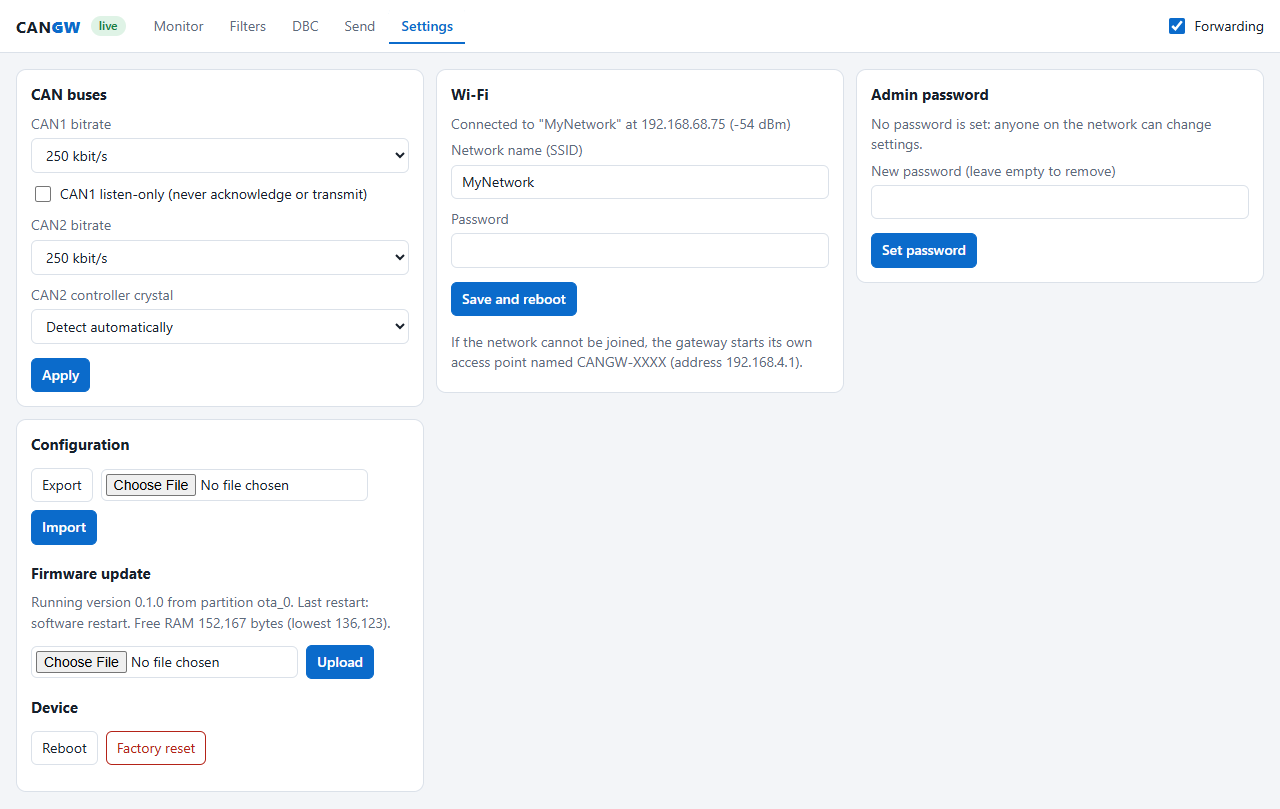 CANGW live Monitor Filters DBC Send Settings Forwarding
CAN buses
CAN1 bitrate
250 kbit/s
CAN1 listen-only (never acknowledge or transmit)
CAN2 bitrate
250 kbit/s
CAN2 controller crystal
Detect automatically
Apply
Wi-Fi
Connected to "MyNetwork" at 192.168.68.75 (-54 dBm)
Network name (SSID)
MyNetwork
Password
Save and reboot
If the network cannot be joined, the gateway starts its own
access point named CANGW-XXXX (address 192.168.4.1).
Admin password
No password is set: anyone on the network can change
settings.
New password (leave empty to remove)
Set password
Configuration
Export Choose File No file chosen
Import
Firmware update
Running version 0.1.0 from partition ota_0. Last restart:
software restart. Free RAM 152,167 bytes (lowest 136,123).
Choose File No file chosen Upload
Device
Reboot Factory reset